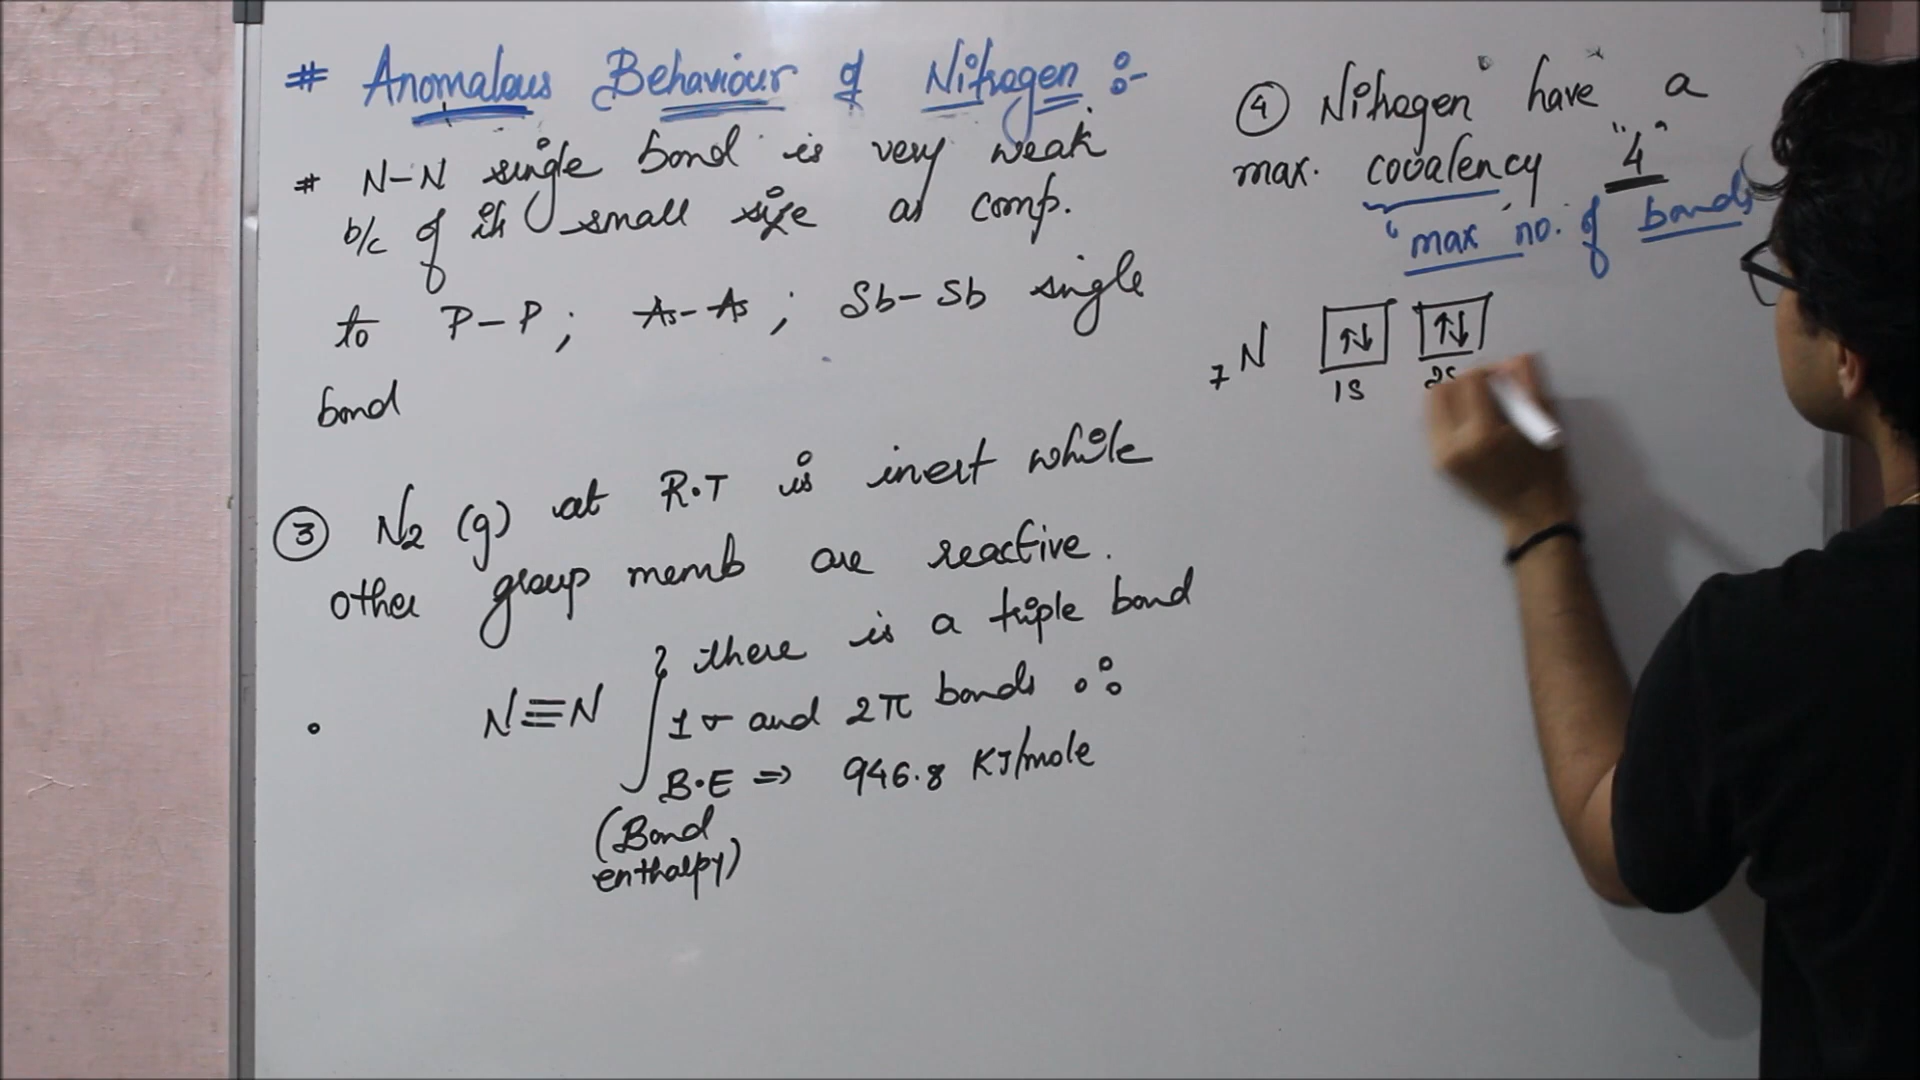 # Anomalous Behaviour of Nitrogen :-
# N-N single bond is very weak
b/c of its small size as comp.
to P-P; As-As; Sb-Sb single
bond
③ N₂ (g) at R.T is inert while
other group memb are reactive.
there is a triple bond
N≡N 1σ and 2π bonds ∴
B.E => 946.8 KJ/mole
(Bond
enthalpy)
④ Nitrogen have a
max. covalency "4"
"max no. of bonds
₇N ↑↓ ↑↓
1s 2s